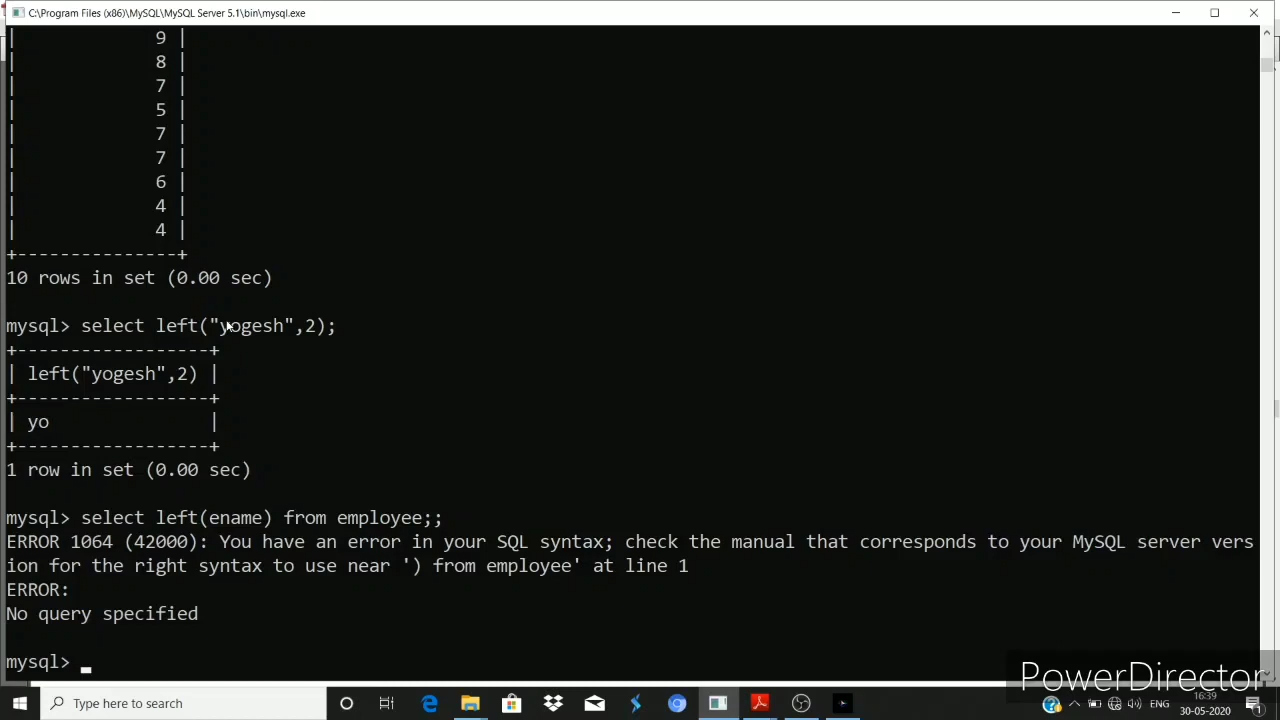 C:\Program Files (x86)\MySQL\MySQL Server 5.1\bin\mysql.exe
| 9 |
| 8 |
| 7 |
| 5 |
| 7 |
| 7 |
| 6 |
| 4 |
| 4 |
+---------------+
10 rows in set (0.00 sec)
mysql> select left("yogesh",2);
+------------------+
| left("yogesh",2) |
+------------------+
| yo |
+------------------+
1 row in set (0.00 sec)
mysql> select left(ename) from employee;;
ERROR 1064 (42000): You have an error in your SQL syntax; check the manual that corresponds to your MySQL server vers
ion for the right syntax to use near ') from employee' at line 1
ERROR:
No query specified
mysql> _
PowerDirector
Type here to search
ENG
16:39
30-05-2020
1